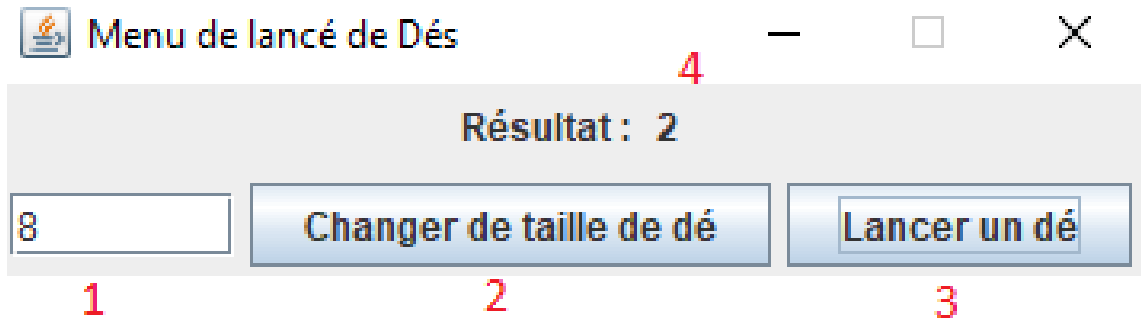 Menu de lancé de Dés
4
Résultat : 2
8 Changer de taille de dé Lancer un dé
1 2 3